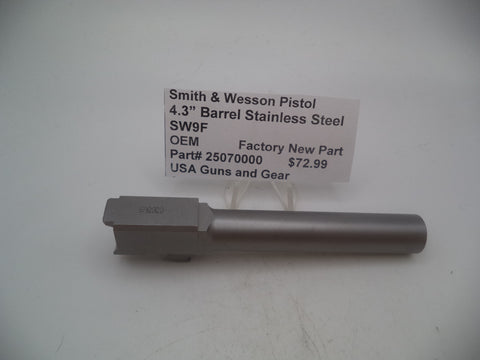 Smith & Wesson Pistol
4.3" Barrel Stainless Steel
SW9F
OEM Factory New Part
Part# 25070000 $72.99
USA Guns and Gear